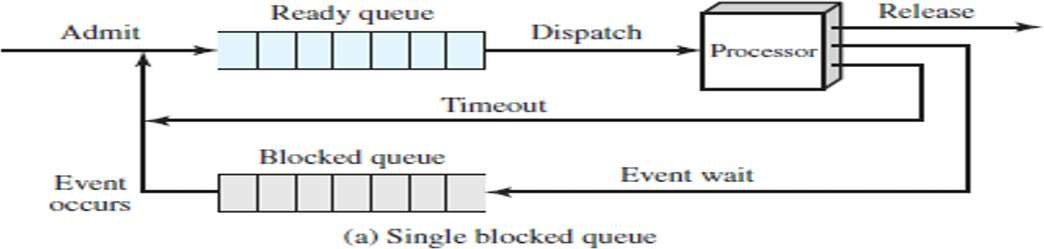 Ready queue
Admit
Dispatch
Processor
Release
Timeout
Blocked queue
Event wait
Event
occurs
(a) Single blocked queue